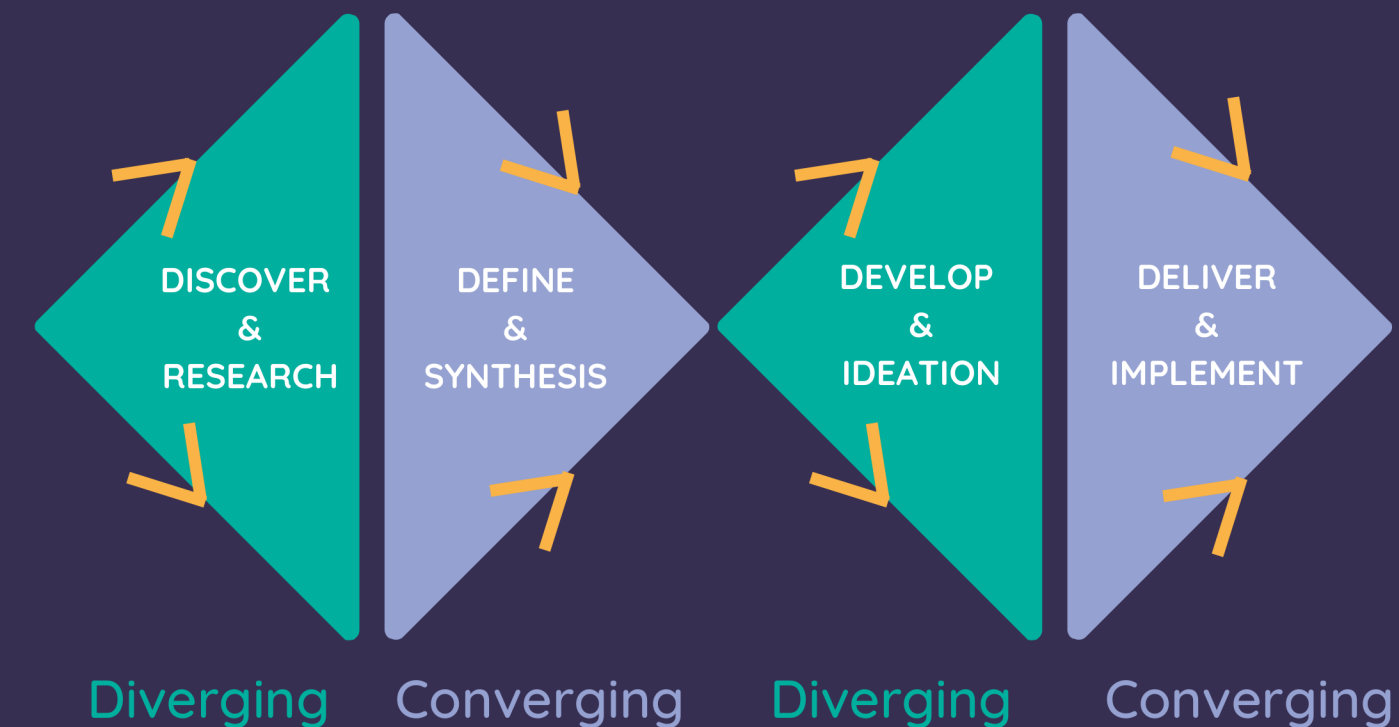 DISCOVER
&
RESEARCH
DEFINE
&
SYNTHESIS
DEVELOP
&
IDEATION
DELIVER
&
IMPLEMENT
Diverging
Converging
Diverging
Converging